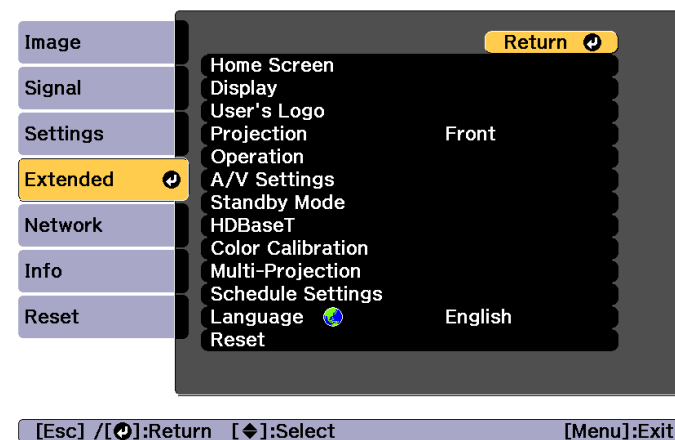 Image
Signal
Settings
Extended
Network
Info
Reset
Return
Home Screen
Display
User's Logo
Projection Front
Operation
A/V Settings
Standby Mode
HDBaseT
Color Calibration
Multi-Projection
Schedule Settings
Language English
Reset
[Esc] /[⏎]:Return [◆]:Select [Menu]:Exit